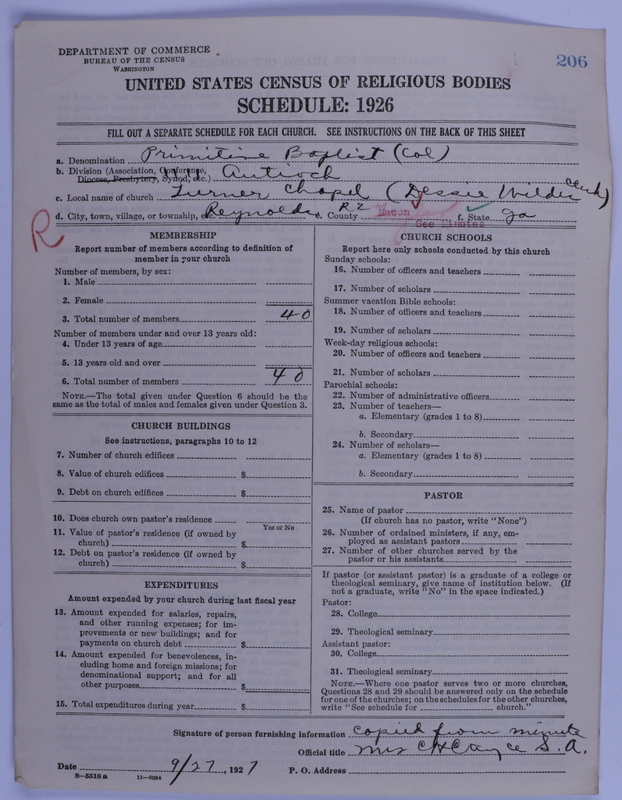 DEPARTMENT OF COMMERCE
BUREAU OF THE CENSUS
WASHINGTON
206
UNITED STATES CENSUS OF RELIGIOUS BODIES
SCHEDULE: 1926
FILL OUT A SEPARATE SCHEDULE FOR EACH CHURCH. SEE INSTRUCTIONS ON THE BACK OF THIS SHEET
a. Denomination Primitive Baptist (Col)
b. Division (Association, Conference, Diocese, Presbytery, Synod, etc.) Antioch
c. Local name of church Turner Chapel (Dessie Wilder Clerk)
d. City, town, village, or township, Reynolds R 2 e. County Macon f. State Ga
See Minutes
R
MEMBERSHIP
Report number of members according to definition of
member in your church
Number of members, by sex:
1. Male
2. Female
3. Total number of members 40
Number of members under and over 13 years old:
4. Under 13 years of age
5. 13 years old and over
6. Total number of members 40
NOTE.—The total given under Question 6 should be
same as the total of males and females given under Question 3.
CHURCH BUILDINGS
See instructions, paragraphs 10 to 12
7. Number of church edifices
8. Value of church edifices $
9. Debt on church edifices $
10. Does church own pastor's residence
Yes or No
11. Value of pastor's residence (if owned by
church) $
12. Debt on pastor's residence (if owned by
church) $
EXPENDITURES
Amount expended by your church during last fiscal year
13. Amount expended for salaries, repairs,
and other running expenses; for im-
provements or new buildings; and for
payments on church debt $
14. Amount expended for benevolences, in-
cluding home and foreign missions; for
denominational support; and for all
other purposes $
15. Total expenditures during year $
CHURCH SCHOOLS
Report here only schools conducted by this church
Sunday schools:
16. Number of officers and teachers
17. Number of scholars
Summer vacation Bible schools:
18. Number of officers and teachers
19. Number of scholars
Week-day religious schools:
20. Number of officers and teachers
21. Number of scholars
Parochial schools:
22. Number of administrative officers
23. Number of teachers—
a. Elementary (grades 1 to 8)
b. Secondary
24. Number of scholars—
a. Elementary (grades 1 to 8)
b. Secondary
PASTOR
25. Name of pastor
(If church has no pastor, write "None")
26. Number of ordained ministers, if any, em-
ployed as assistant pastors
27. Number of other churches served by the
pastor or his assistants
If pastor (or assistant pastor) is a graduate of a college or
theological seminary, give name of institution below. (If
not a graduate, write "No" in the space indicated.)
Pastor:
28. College
29. Theological seminary
Assistant pastor:
30. College
31. Theological seminary
NOTE.—Where one pastor serves two or more churches,
Questions 28 and 29 should be answered only on the schedule
for one of the churches; on the schedules for the other churches,
write "See schedule for church."
Signature of person furnishing information copied from minute
Official title Mrs C H Cayce S. A.
Date 9/27, 1927 P. O. Address
8—5518a 11—9064